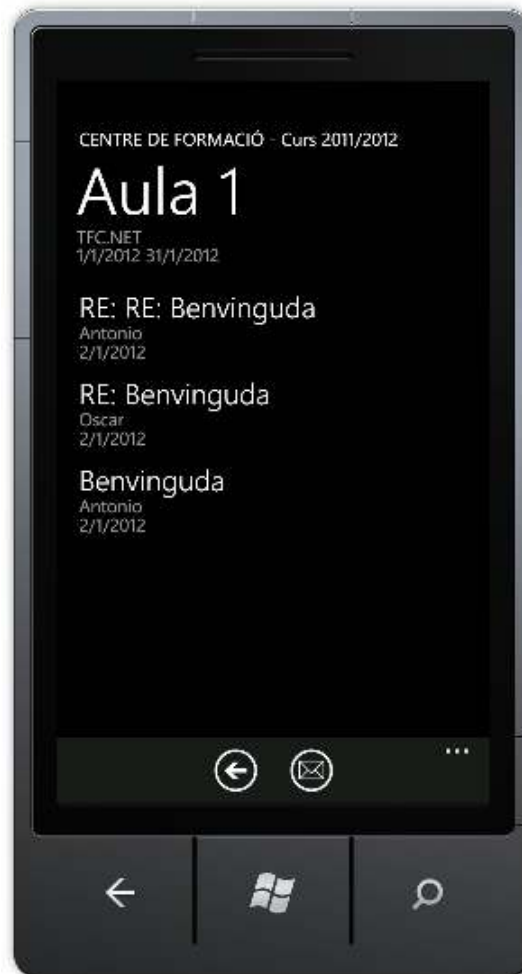 CENTRE DE FORMACIÓ - Curs 2011/2012
Aula 1
TFC.NET
1/1/2012 31/1/2012
RE: RE: Benvinguda
Antonio
2/1/2012
RE: Benvinguda
Oscar
2/1/2012
Benvinguda
Antonio
2/1/2012